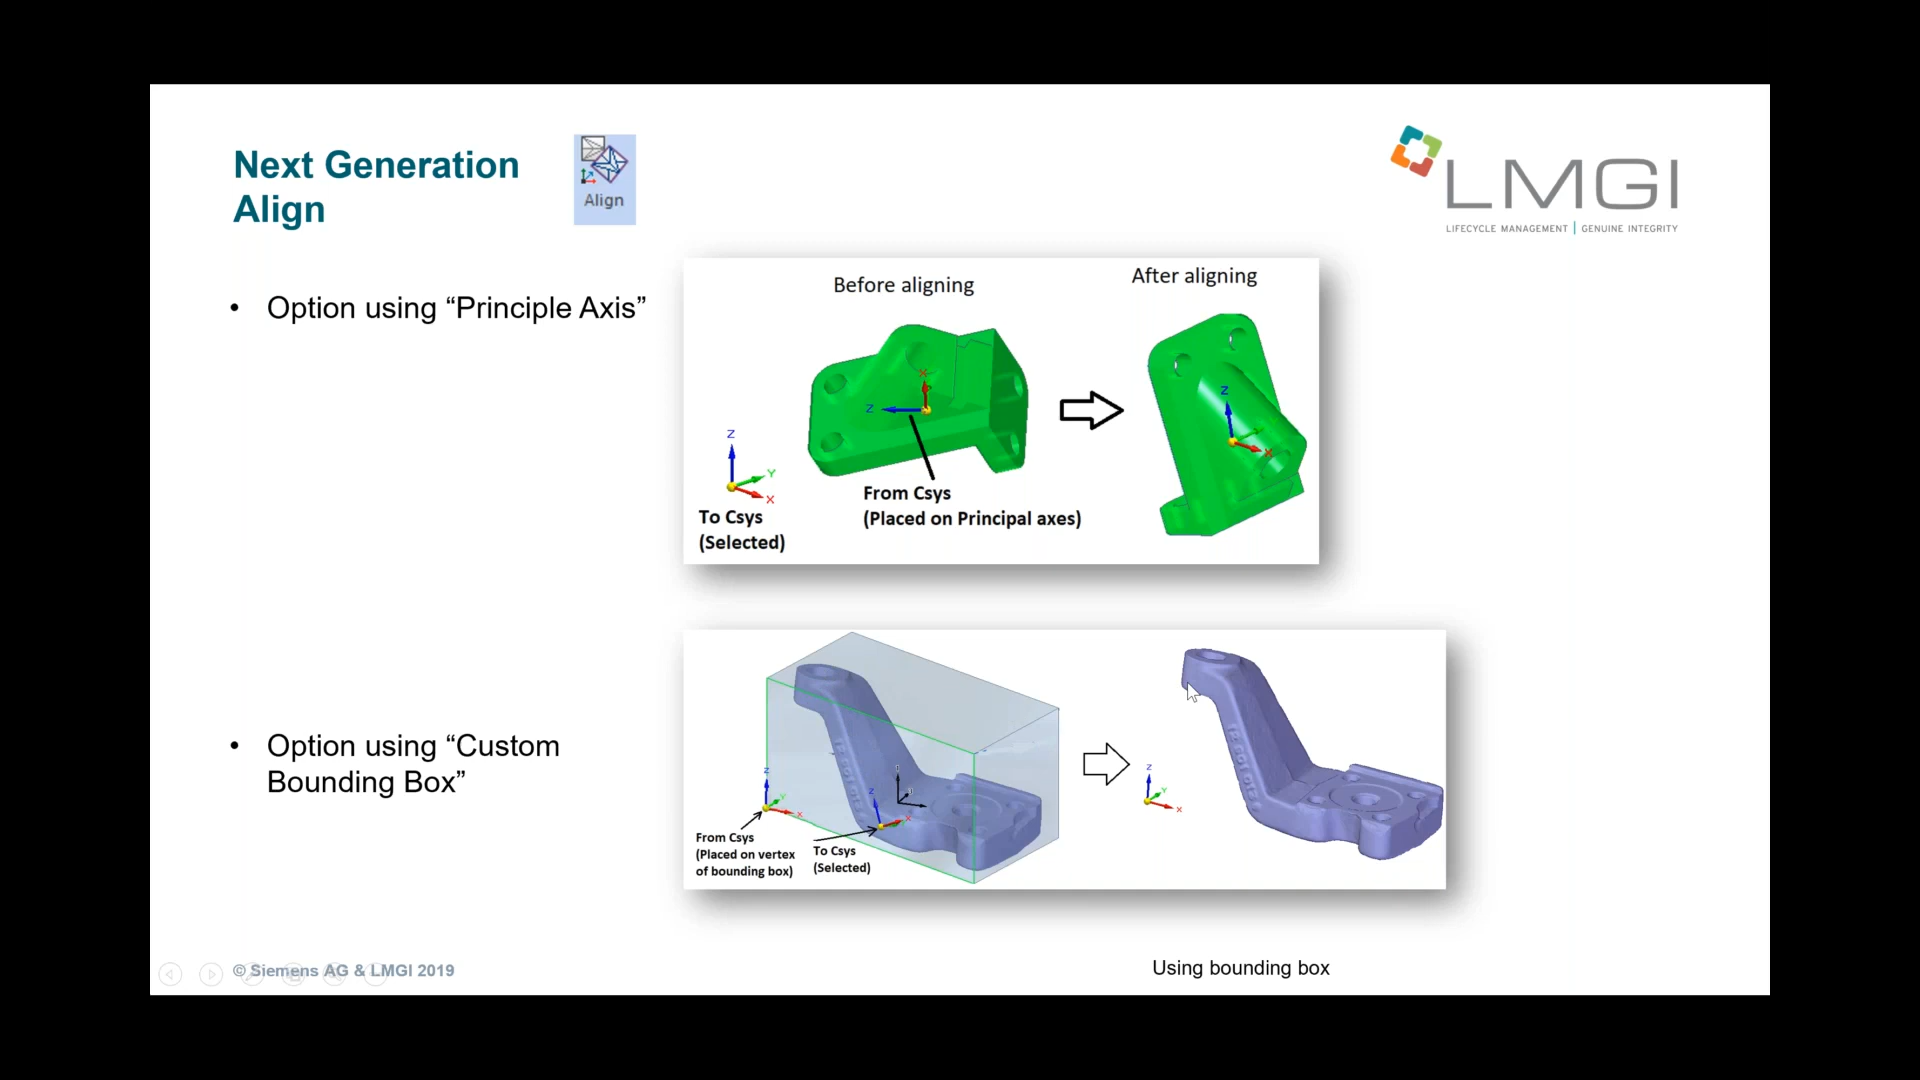 Next Generation
Align
Align
LMGI
LIFECYCLE MANAGEMENT | GENUINE INTEGRITY
• Option using “Principle Axis”
Before aligning
After aligning
X
Z
Z
Y
X
Z
Y
X
To Csys
(Selected)
From Csys
(Placed on Principal axes)
• Option using “Custom
Bounding Box”
Z
Y
X
Z
X
Z
Y
X
From Csys
(Placed on vertex
of bounding box)
To Csys
(Selected)
© Siemens AG & LMGI 2019
Using bounding box